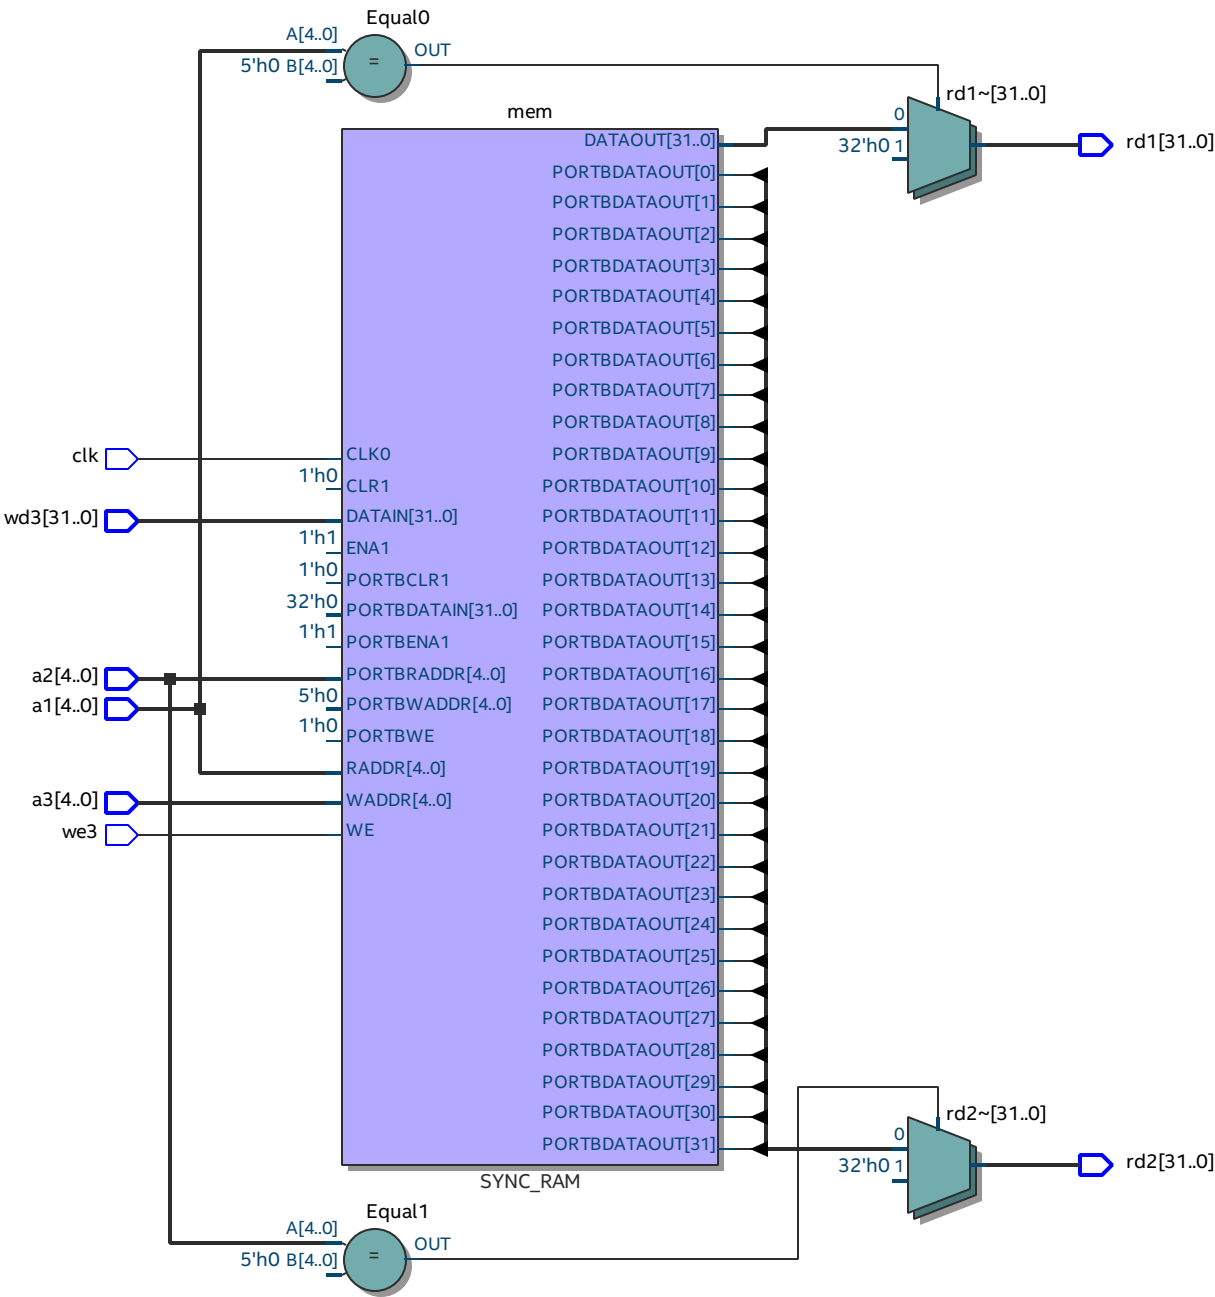 Equal0
A[4..0]
5'h0 B[4..0]
=
OUT
rd1~[31..0]
0
32'h0 1
rd1[31..0]
mem
DATAOUT[31..0]
PORTBDATAOUT[0]
PORTBDATAOUT[1]
PORTBDATAOUT[2]
PORTBDATAOUT[3]
PORTBDATAOUT[4]
PORTBDATAOUT[5]
PORTBDATAOUT[6]
PORTBDATAOUT[7]
PORTBDATAOUT[8]
clk
CLK0
PORTBDATAOUT[9]
1'h0
CLR1
PORTBDATAOUT[10]
wd3[31..0]
DATAIN[31..0]
PORTBDATAOUT[11]
1'h1
ENA1
PORTBDATAOUT[12]
1'h0
PORTBCLR1
PORTBDATAOUT[13]
32'h0
PORTBDATAIN[31..0]
PORTBDATAOUT[14]
1'h1
PORTBENA1
PORTBDATAOUT[15]
a2[4..0]
PORTBRADDR[4..0]
PORTBDATAOUT[16]
5'h0
a1[4..0]
PORTBWADDR[4..0]
PORTBDATAOUT[17]
1'h0
PORTBWE
PORTBDATAOUT[18]
RADDR[4..0]
PORTBDATAOUT[19]
a3[4..0]
WADDR[4..0]
PORTBDATAOUT[20]
we3
WE
PORTBDATAOUT[21]
PORTBDATAOUT[22]
PORTBDATAOUT[23]
PORTBDATAOUT[24]
PORTBDATAOUT[25]
PORTBDATAOUT[26]
PORTBDATAOUT[27]
PORTBDATAOUT[28]
PORTBDATAOUT[29]
PORTBDATAOUT[30]
PORTBDATAOUT[31]
SYNC_RAM
rd2~[31..0]
0
32'h0 1
rd2[31..0]
Equal1
A[4..0]
5'h0 B[4..0]
=
OUT